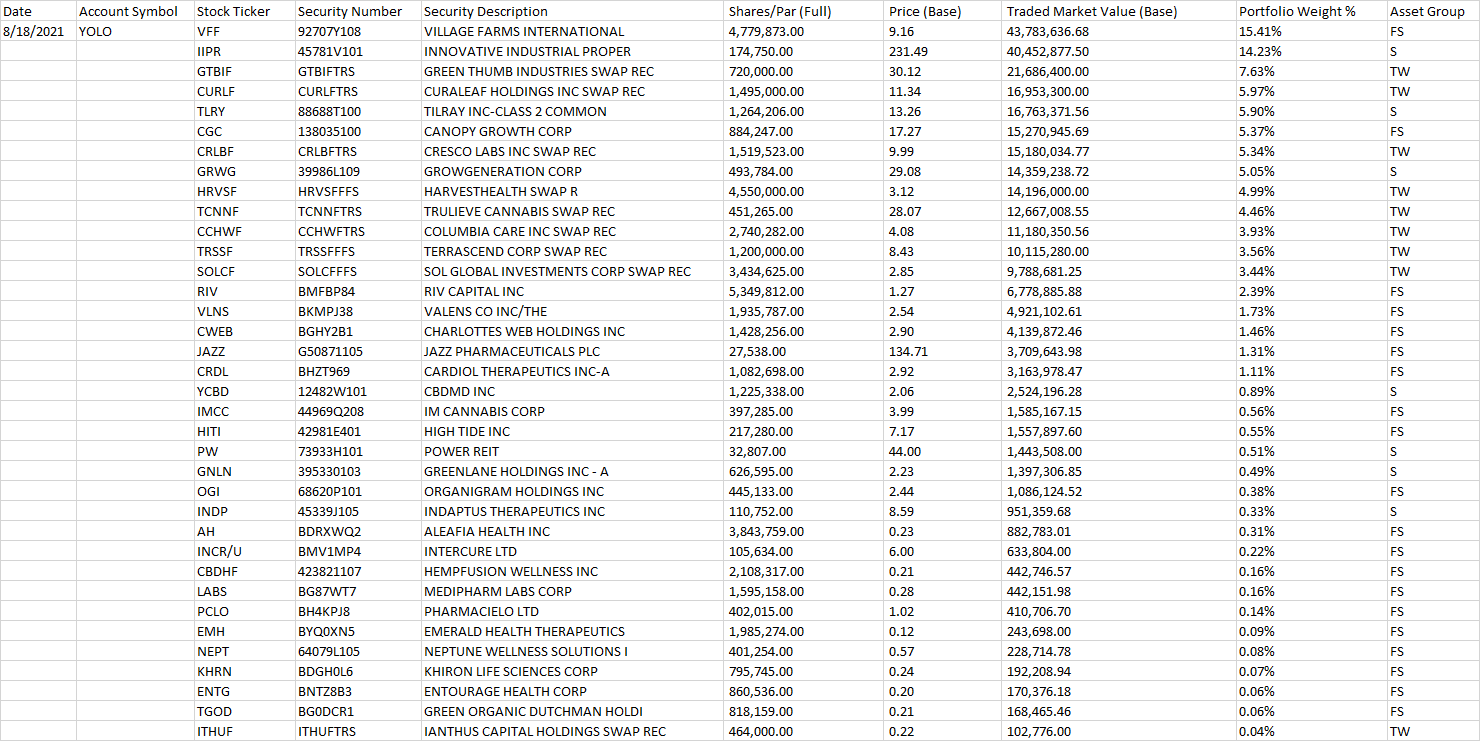 Date Account Symbol Stock Ticker Security Number Security Description Shares/Par (Full) Price (Base) Traded Market Value (Base) Portfolio Weight % Asset Group
8/18/2021 YOLO VFF 92707Y108 VILLAGE FARMS INTERNATIONAL 4,779,873.00 9.16 43,783,636.68 15.41% FS
IIPR 45781V101 INNOVATIVE INDUSTRIAL PROPER 174,750.00 231.49 40,452,877.50 14.23% S
GTBIF GTBIFTRS GREEN THUMB INDUSTRIES SWAP REC 720,000.00 30.12 21,686,400.00 7.63% TW
CURLF CURLFTRS CURALEAF HOLDINGS INC SWAP REC 1,495,000.00 11.34 16,953,300.00 5.97% TW
TLRY 88688T100 TILRAY INC-CLASS 2 COMMON 1,264,206.00 13.26 16,763,371.56 5.90% S
CGC 138035100 CANOPY GROWTH CORP 884,247.00 17.27 15,270,945.69 5.37% FS
CRLBF CRLBFTRS CRESCO LABS INC SWAP REC 1,519,523.00 9.99 15,180,034.77 5.34% TW
GRWG 39986L109 GROWGENERATION CORP 493,784.00 29.08 14,359,238.72 5.05% S
HRVSF HRVSFFFS HARVESTHEALTH SWAP R 4,550,000.00 3.12 14,196,000.00 4.99% TW
TCNNF TCNNFTRS TRULIEVE CANNABIS SWAP REC 451,265.00 28.07 12,667,008.55 4.46% TW
CCHWF CCHWFTRS COLUMBIA CARE INC SWAP REC 2,740,282.00 4.08 11,180,350.56 3.93% TW
TRSSF TRSSFFFS TERRASCEND CORP SWAP REC 1,200,000.00 8.43 10,115,280.00 3.56% TW
SOLCF SOLCFFFS SOL GLOBAL INVESTMENTS CORP SWAP REC 3,434,625.00 2.85 9,788,681.25 3.44% TW
RIV BMFBP84 RIV CAPITAL INC 5,349,812.00 1.27 6,778,885.88 2.39% FS
VLNS BKMPJ38 VALENS CO INC/THE 1,935,787.00 2.54 4,921,102.61 1.73% FS
CWEB BGHY2B1 CHARLOTTES WEB HOLDINGS INC 1,428,256.00 2.90 4,139,872.46 1.46% FS
JAZZ G50871105 JAZZ PHARMACEUTICALS PLC 27,538.00 134.71 3,709,643.98 1.31% FS
CRDL BHZT969 CARDIOL THERAPEUTICS INC-A 1,082,698.00 2.92 3,163,978.47 1.11% FS
YCBD 12482W101 CBDMD INC 1,225,338.00 2.06 2,524,196.28 0.89% S
IMCC 44969Q208 IM CANNABIS CORP 397,285.00 3.99 1,585,167.15 0.56% FS
HITI 42981E401 HIGH TIDE INC 217,280.00 7.17 1,557,897.60 0.55% FS
PW 73933H101 POWER REIT 32,807.00 44.00 1,443,508.00 0.51% S
GNLN 395330103 GREENLANE HOLDINGS INC - A 626,595.00 2.23 1,397,306.85 0.49% S
OGI 68620P101 ORGANIGRAM HOLDINGS INC 445,133.00 2.44 1,086,124.52 0.38% FS
INDP 45339J105 INDAPTUS THERAPEUTICS INC 110,752.00 8.59 951,359.68 0.33% S
AH BDRXWQ2 ALEAFIA HEALTH INC 3,843,759.00 0.23 882,783.01 0.31% FS
INCR/U BMV1MP4 INTERCURE LTD 105,634.00 6.00 633,804.00 0.22% FS
CBDHF 423821107 HEMPFUSION WELLNESS INC 2,108,317.00 0.21 442,746.57 0.16% FS
LABS BG87WT7 MEDIPHARM LABS CORP 1,595,158.00 0.28 442,151.98 0.16% FS
PCLO BH4KPJ8 PHARMACIELO LTD 402,015.00 1.02 410,706.70 0.14% FS
EMH BYQ0XN5 EMERALD HEALTH THERAPEUTICS 1,985,274.00 0.12 243,698.00 0.09% FS
NEPT 64079L105 NEPTUNE WELLNESS SOLUTIONS I 401,254.00 0.57 228,714.78 0.08% FS
KHRN BDGH0L6 KHIRON LIFE SCIENCES CORP 795,745.00 0.24 192,208.94 0.07% FS
ENTG BNTZ8B3 ENTOURAGE HEALTH CORP 860,536.00 0.20 170,376.18 0.06% FS
TGOD BG0DCR1 GREEN ORGANIC DUTCHMAN HOLDI 818,159.00 0.21 168,465.46 0.06% FS
ITHUF ITHUFTRS IANTHUS CAPITAL HOLDINGS SWAP REC 464,000.00 0.22 102,776.00 0.04% TW